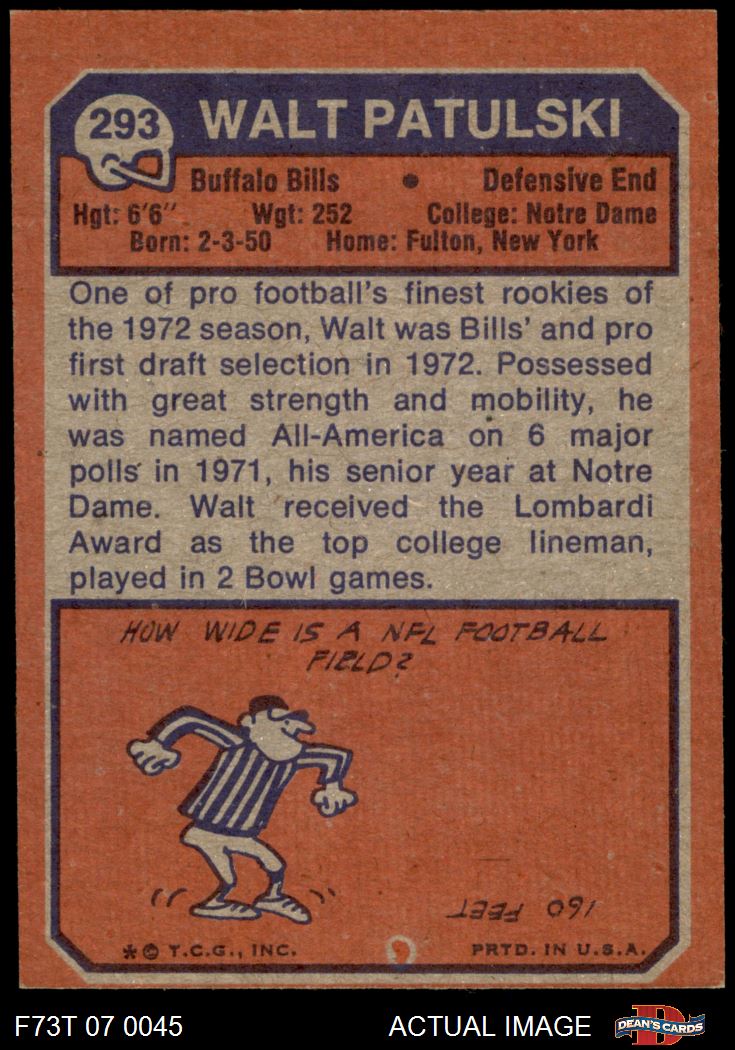 293 WALT PATULSKI
Buffalo Bills • Defensive End
Hgt: 6'6" Wgt: 252 College: Notre Dame
Born: 2-3-50 Home: Fulton, New York
One of pro football's finest rookies of
the 1972 season, Walt was Bills' and pro
first draft selection in 1972. Possessed
with great strength and mobility, he
was named All-America on 6 major
polls in 1971, his senior year at Notre
Dame. Walt received the Lombardi
Award as the top college lineman,
played in 2 Bowl games.
HOW WIDE IS A NFL FOOTBALL
FIELD?
160 FEET
*© T.C.G., INC. PRTD. IN U.S.A.
F73T 07 0045 ACTUAL IMAGE DEAN'S CARDS